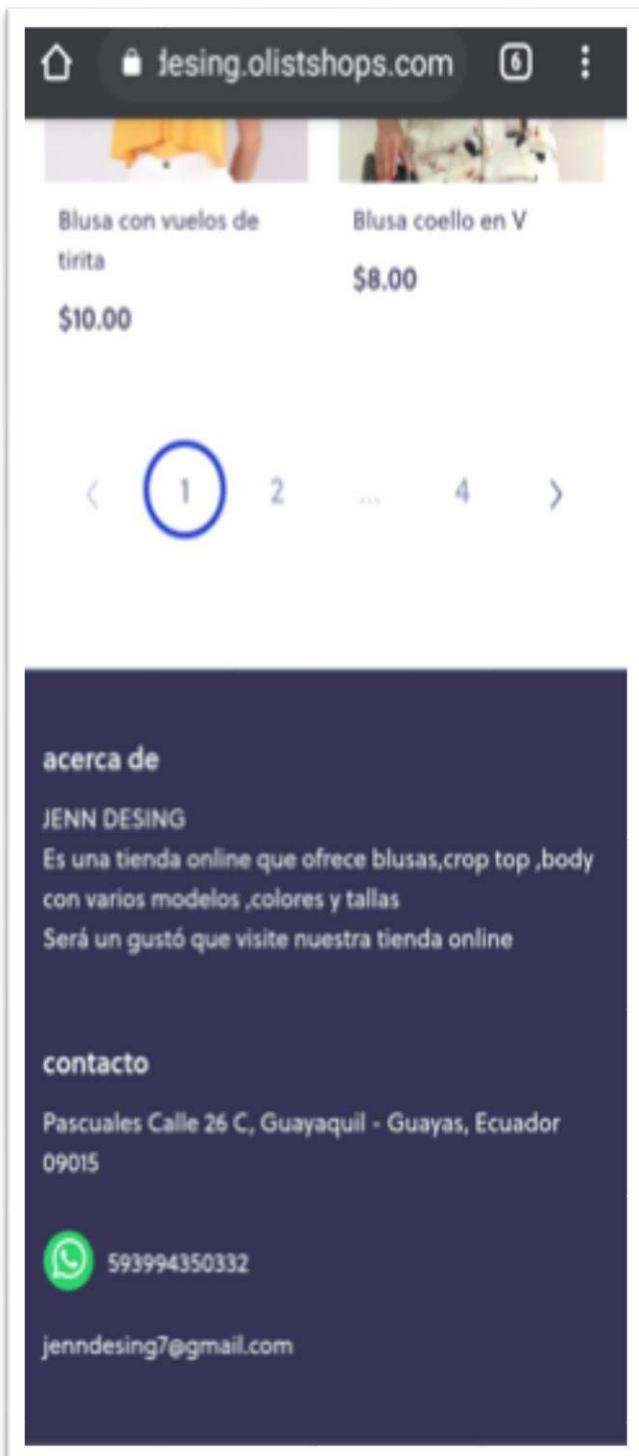 desing.olistshops.com 6
Blusa con vuelos de
tirita
$10.00
Blusa coello en V
$8.00
1 2 ... 4
acerca de
JENN DESING
Es una tienda online que ofrece blusas,crop top ,body
con varios modelos ,colores y tallas
Será un gustó que visite nuestra tienda online
contacto
Pascuales Calle 26 C, Guayaquil - Guayas, Ecuador
09015
593994350332
jenndesing7@gmail.com